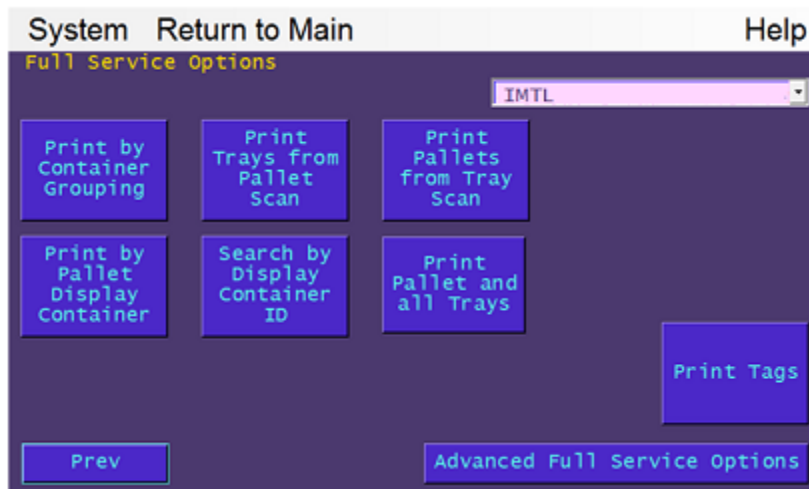 System Return to Main Help
Full Service Options
IMTL
Print by
Container
Grouping
Print
Trays from
Pallet
Scan
Print
Pallets
from Tray
Scan
Print by
Pallet
Display
Container
Search by
Display
Container
ID
Print
Pallet and
all Trays
Print Tags
Prev
Advanced Full Service Options